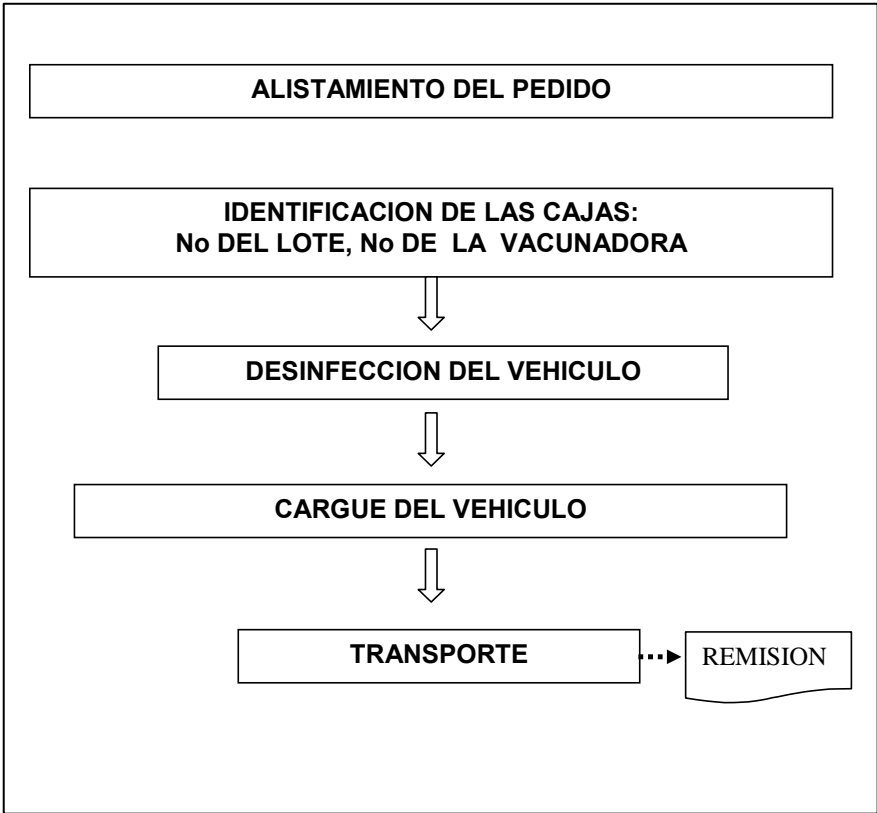 ALISTAMIENTO DEL PEDIDO
IDENTIFICACION DE LAS CAJAS:
No DEL LOTE, No DE LA VACUNADORA
DESINFECCION DEL VEHICULO
CARGUE DEL VEHICULO
TRANSPORTE
REMISION